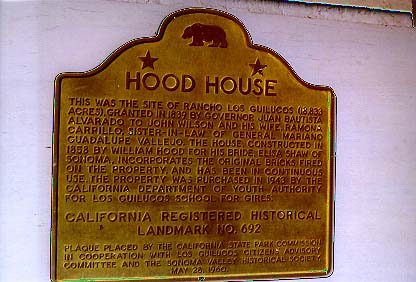 HOOD HOUSE
THIS WAS THE SITE OF RANCHO LOS GUILUCOS (18,833
ACRES), GRANTED IN 1839 BY GOVERNOR JUAN BAUTISTA
ALVARADO TO JOHN WILSON AND HIS WIFE, RAMONA
CARRILLO, SISTER-IN-LAW OF GENERAL MARIANO
GUADALUPE VALLEJO. THE HOUSE, CONSTRUCTED IN
1858 BY WILLIAM HOOD FOR HIS BRIDE, ELISA SHAW OF
SONOMA, INCORPORATES THE ORIGINAL BRICKS FIRED
ON THE PROPERTY, AND HAS BEEN IN CONTINUOUS
USE. THE PROPERTY WAS PURCHASED IN 1943 BY THE
CALIFORNIA DEPARTMENT OF YOUTH AUTHORITY
FOR LOS GUILUCOS SCHOOL FOR GIRLS.
CALIFORNIA REGISTERED HISTORICAL
LANDMARK NO. 692
PLAQUE PLACED BY THE CALIFORNIA STATE PARK COMMISSION
IN COOPERATION WITH LOS GUILUCOS CITIZENS ADVISORY
COMMITTEE AND THE SONOMA VALLEY HISTORICAL SOCIETY,
MAY 28, 1960.